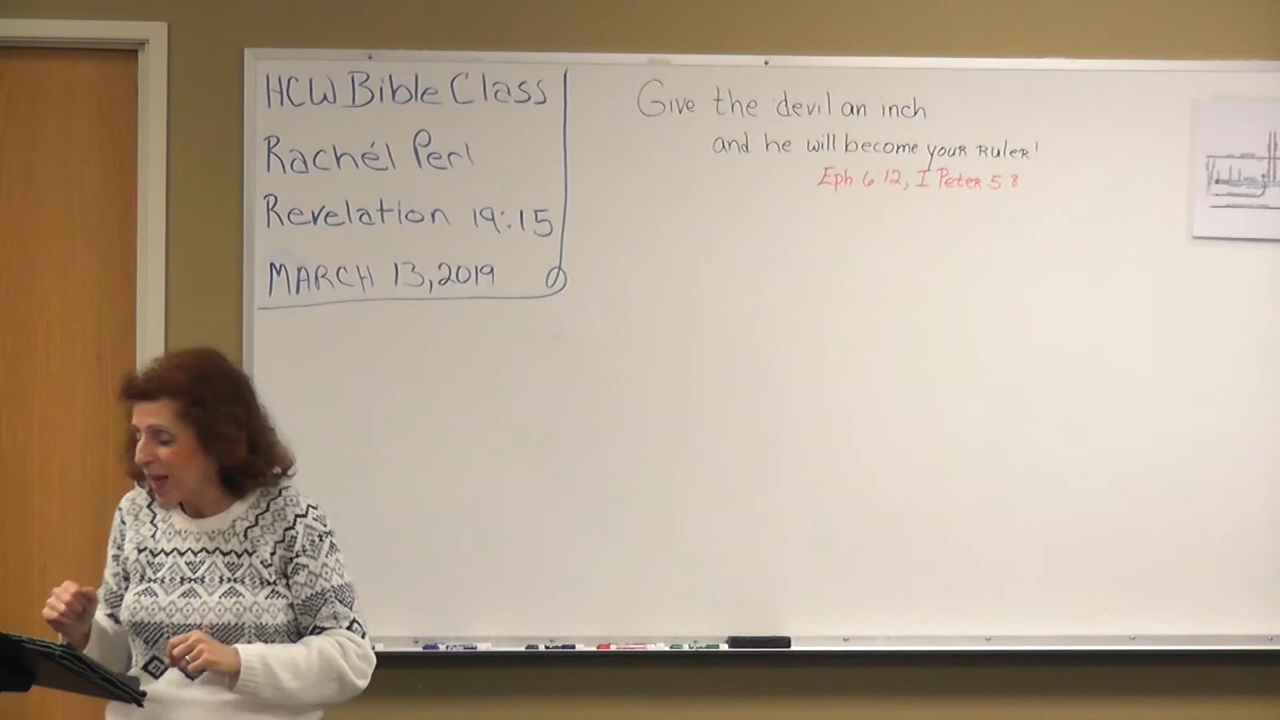 HCW Bible Class
Rachél Perl
Revelation 19:15
MARCH 13, 2019
Give the devil an inch
and he will become your RuleR!
Eph. 6:12, I Peter 5:8